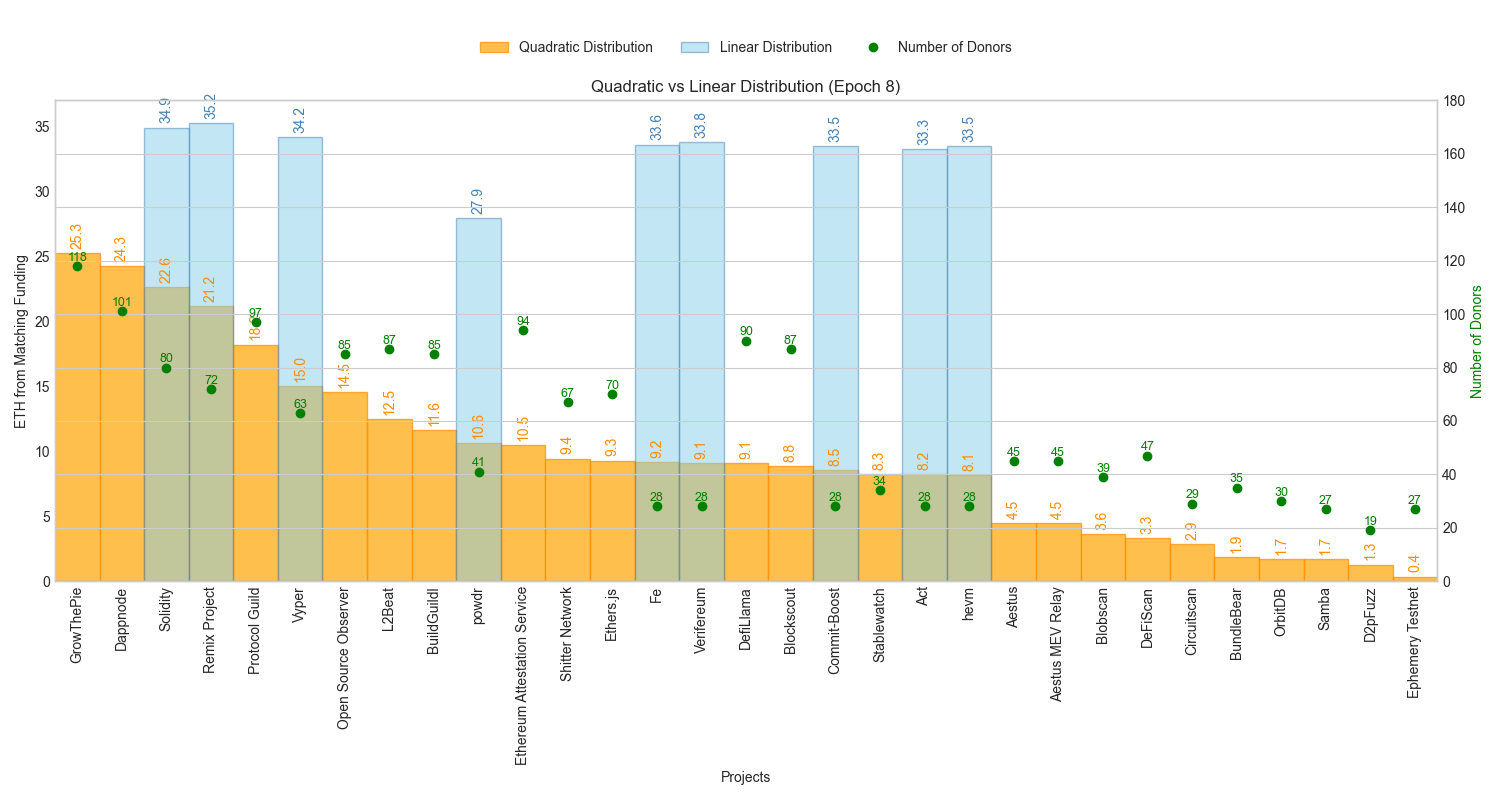 Quadratic Distribution
Linear Distribution
Number of Donors
Quadratic vs Linear Distribution (Epoch 8)
ETH from Matching Funding
35
30
25
20
15
10
5
0
34.9
35.2
34.2
27.9
33.6
33.8
33.5
33.3
33.5
25.3
24.3
22.6
21.2
15.0
14.5
12.5
11.6
10.6
10.5
9.4
9.3
9.2
9.1
9.1
8.8
8.5
8.3
8.2
8.1
4.5
4.5
3.6
3.3
2.9
1.9
1.7
1.7
1.3
0.4
118
101
80
72
97
63
85
87
85
41
94
67
70
28
28
90
87
28
34
28
28
45
45
39
47
29
35
30
27
19
27
180
160
140
120
100
80
60
40
20
0
Number of Donors
GrowThePie
Dappnode
Solidity
Remix Project
Protocol Guild
Vyper
Open Source Observer
L2Beat
BuildGuildl
powdr
Ethereum Attestation Service
Shitter Network
Ethers.js
Fe
Verifereum
DefiLlama
Blockscout
Commit-Boost
Stablewatch
Act
hevm
Aestus
Aestus MEV Relay
Blobscan
DeFiScan
Circuitscan
BundleBear
OrbitDB
Samba
D2pFuzz
Ephemery Testnet
Projects